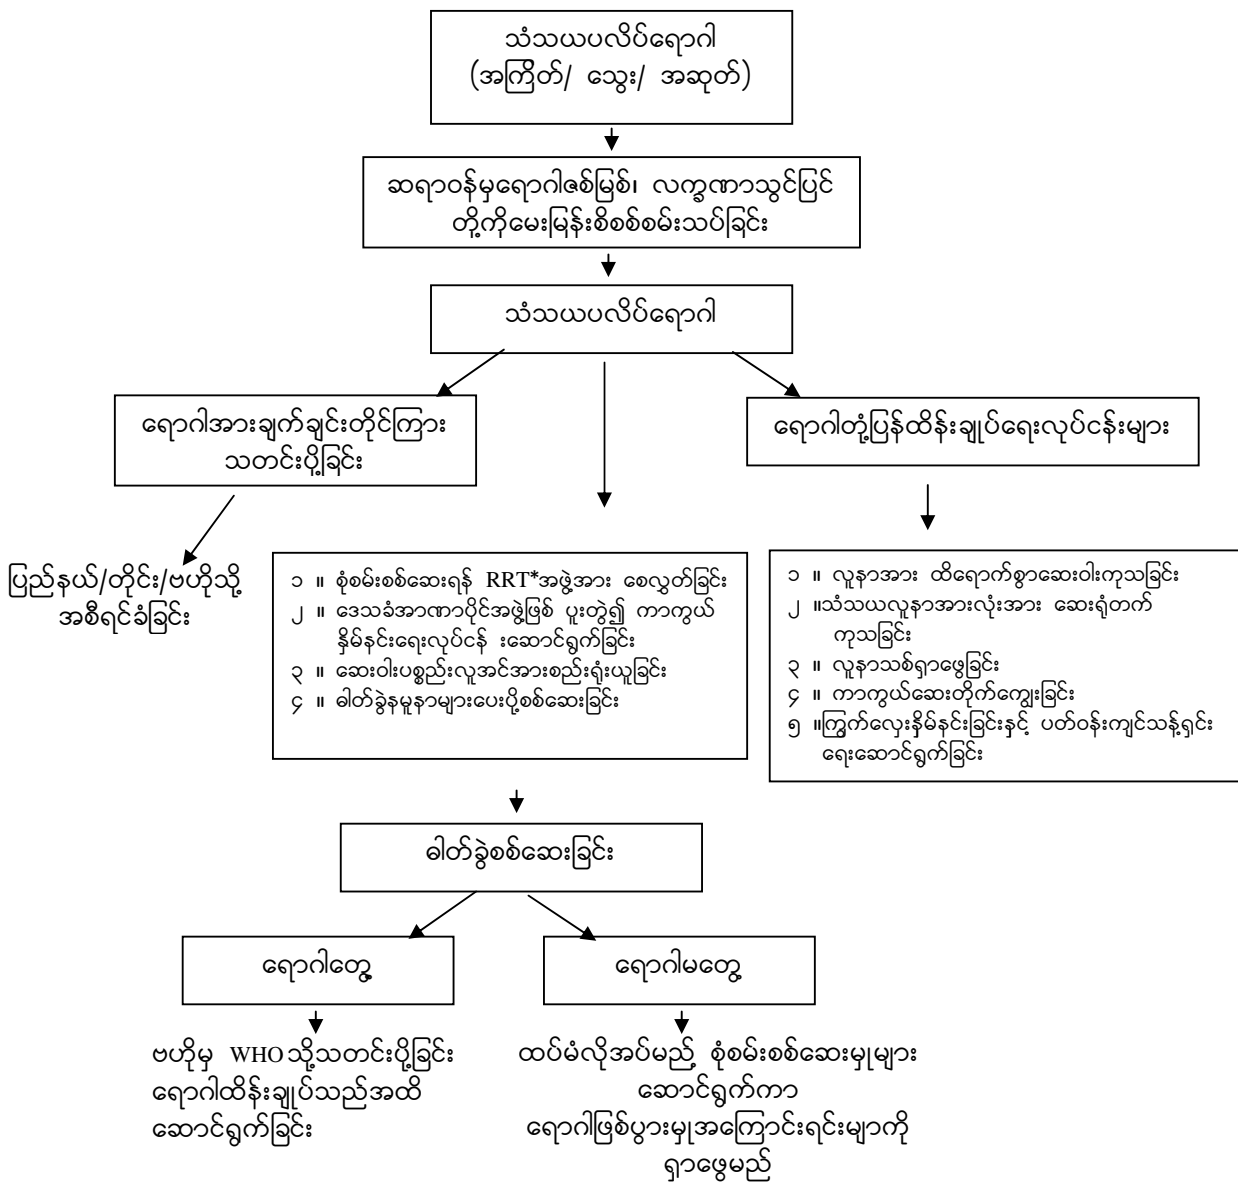 သံသယပလိပ်ရောဂါ
(အကြိတ်/ သွေး/ အဆုတ်)
ဆရာဝန်မှရောဂါဇစ်မြစ်၊ လက္ခဏာသွင်ပြင်
တို့ကိုမေးမြန်းစိစစ်စမ်းသပ်ခြင်း
သံသယပလိပ်ရောဂါ
ရောဂါအားချက်ချင်းတိုင်ကြား
သတင်းပို့ခြင်း
ရောဂါတုံ့ပြန်ထိန်းချုပ်ရေးလုပ်ငန်းများ
ပြည်နယ်/တိုင်း/ဗဟိုသို့
အစီရင်ခံခြင်း
၁ ။ စုံစမ်းစစ်ဆေးရန် RRT*အဖွဲ့အား စေလွှတ်ခြင်း
၂ ။ ဒေသခံအာဏာပိုင်အဖွဲ့ဖြစ် ပူးတွဲ၍ ကာကွယ်
နှိမ်နင်းရေးလုပ်ငန် းဆောင်ရွက်ခြင်း
၃ ။ ဆေးဝါးပစ္စည်းလူအင်အားစည်းရုံးယူခြင်း
၄ ။ ဓါတ်ခွဲနမူနာများပေးပို့စစ်ဆေးခြင်း
၁ ။ လူနာအား ထိရောက်စွာဆေးဝါးကုသခြင်း
၂ ။သံသယလူနာအားလုံးအား ဆေးရုံတက်
ကုသခြင်း
၃ ။ လူနာသစ်ရှာဖွေခြင်း
၄ ။ ကာကွယ်ဆေးတိုက်ကျွေးခြင်း
၅ ။ကြွက်လှေးနှိမ်နင်းခြင်းနှင့် ပတ်ဝန်းကျင်သန့်ရှင်း
ရေးဆောင်ရွက်ခြင်း
ဓါတ်ခွဲစစ်ဆေးခြင်း
ရောဂါတွေ့
ရောဂါမတွေ့
ဗဟိုမှ WHO သို့သတင်းပို့ခြင်း
ရောဂါထိန်းချုပ်သည်အထိ
ဆောင်ရွက်ခြင်း
ထပ်မံလိုအပ်မည့် စုံစမ်းစစ်ဆေးမှုများ
ဆောင်ရွက်ကာ
ရောဂါဖြစ်ပွားမှုအကြောင်းရင်းများကို
ရှာဖွေမည်